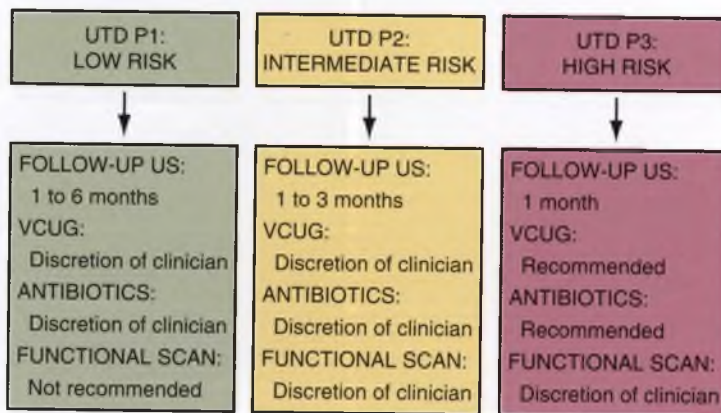 UTD P1:
LOW RISK
FOLLOW-UP US:
1 to 6 months
VCUG:
Discretion of clinician
ANTIBIOTICS:
Discretion of clinician
FUNCTIONAL SCAN:
Not recommended
UTD P2:
INTERMEDIATE RISK
FOLLOW-UP US:
1 to 3 months
VCUG:
Discretion of clinician
ANTIBIOTICS:
Discretion of clinician
FUNCTIONAL SCAN:
Discretion of clinician
UTD P3:
HIGH RISK
FOLLOW-UP US:
1 month
VCUG:
Recommended
ANTIBIOTICS:
Recommended
FUNCTIONAL SCAN:
Discretion of clinician